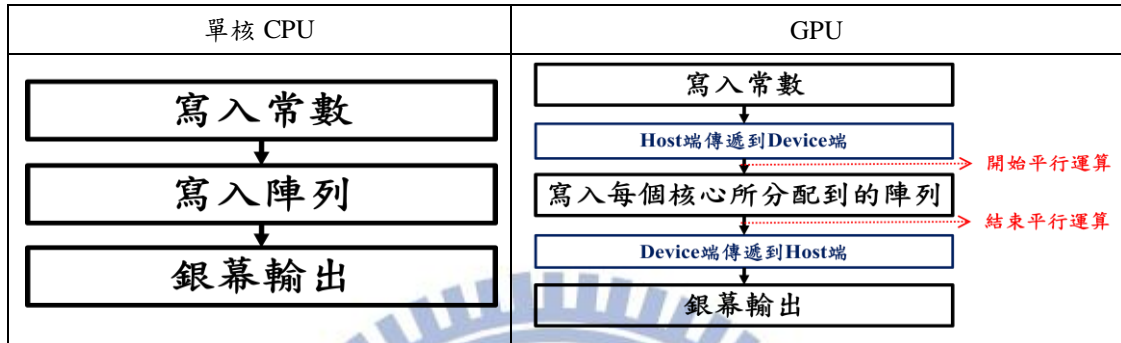 單核 CPU
寫入常數
寫入陣列
銀幕輸出
GPU
寫入常數
Host端傳遞到Device端
開始平行運算
寫入每個核心所分配到的陣列
結束平行運算
Device端傳遞到Host端
銀幕輸出